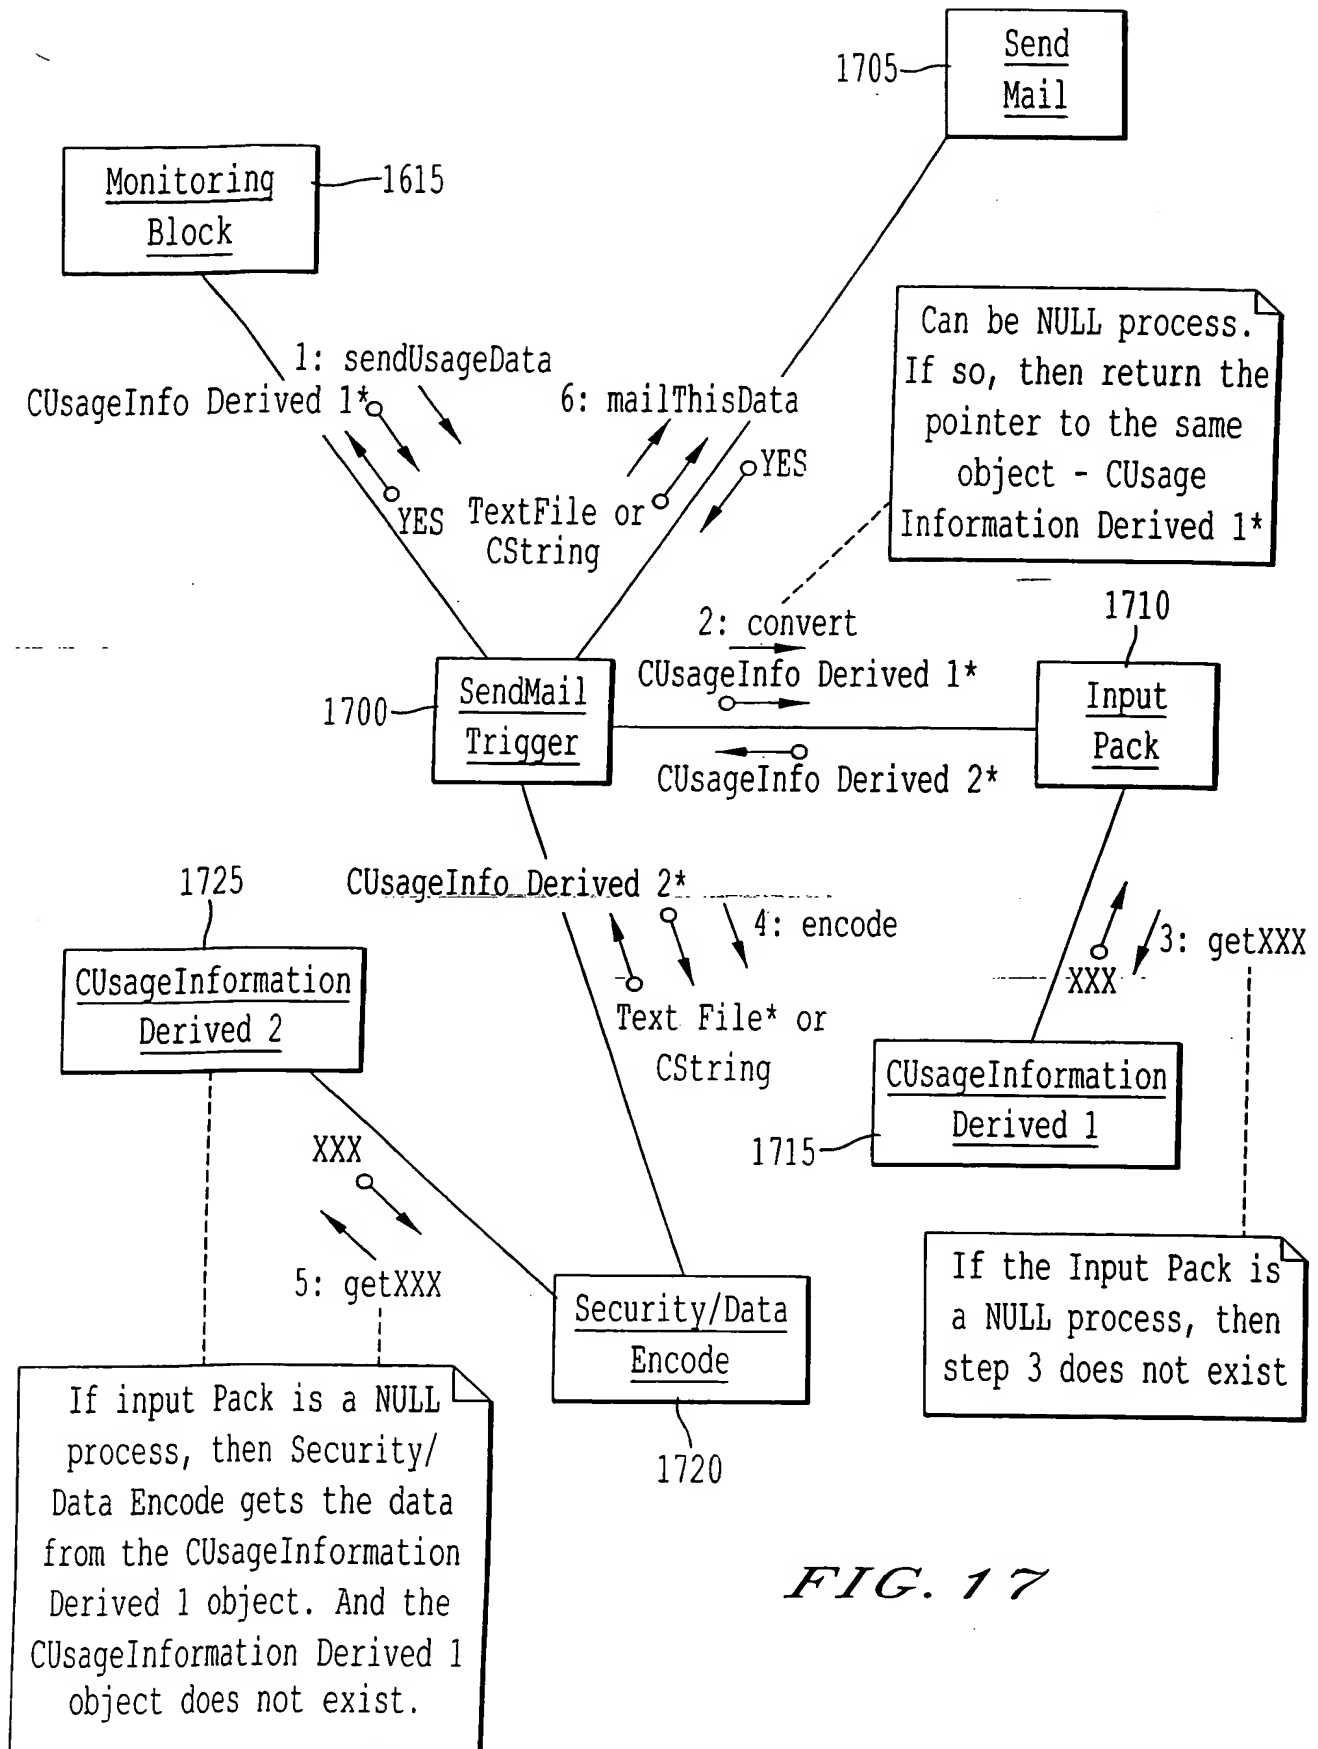 1705
Send
Mail
Monitoring
Block
1615
Can be NULL process.
If so, then return the
pointer to the same
object - CUsage
Information Derived 1*
1: sendUsageData
CUsageInfo Derived 1*
YES
6: mailThisData
TextFile or
CString
YES
1710
2: convert
CUsageInfo Derived 1*
1700
SendMail
Trigger
Input
Pack
CUsageInfo Derived 2*
1725
CUsageInfo Derived 2*
4: encode
3: getXXX
XXX
CUsageInformation
Derived 2
Text File* or
CString
CUsageInformation
Derived 1
1715
XXX
5: getXXX
Security/Data
Encode
1720
If the Input Pack is
a NULL process, then
step 3 does not exist
If input Pack is a NULL
process, then Security/
Data Encode gets the data
from the CUsageInformation
Derived 1 object. And the
CUsageInformation Derived 1
object does not exist.
FIG. 17